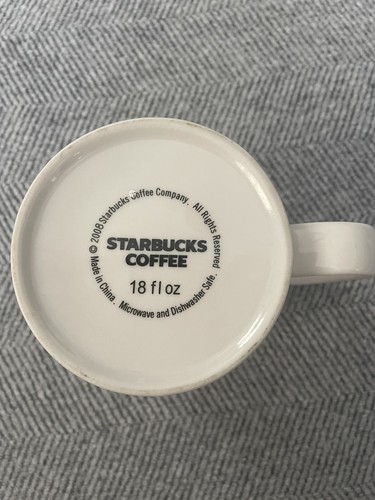 © 2008 Starbucks Coffee Company. All Rights Reserved
STARBUCKS
COFFEE
18 fl oz
Made in China. Microwave and Dishwasher Safe.